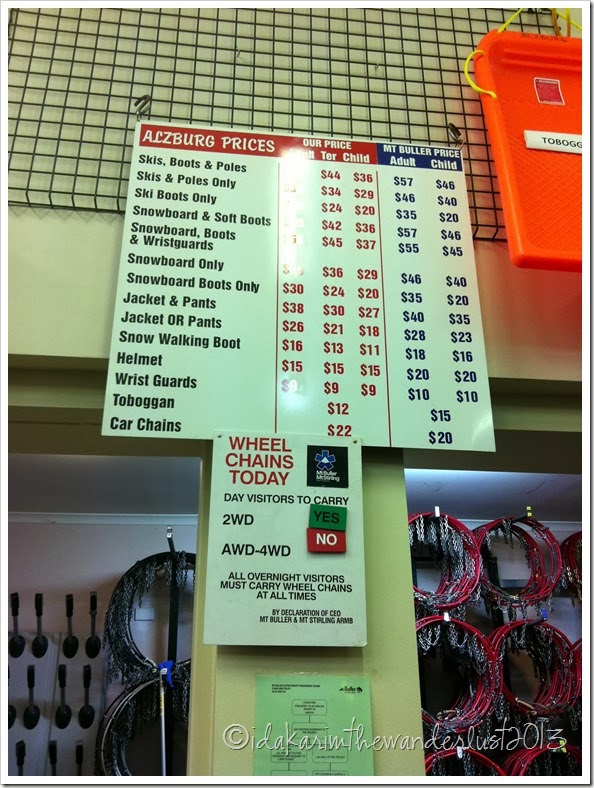 ALZBURG PRICES OUR PRICE MT BULLER PRICE
Ter Child Adult Child
Skis, Boots & Poles $44 $36 $57 $46
Skis & Poles Only $34 $29 $46 $40
Ski Boots Only $24 $20 $35 $20
Snowboard & Soft Boots $42 $36 $57 $46
Snowboard, Boots
& Wristguards $45 $37 $55 $45
Snowboard Only $36 $29 $46 $40
Snowboard Boots Only $30 $24 $20 $35 $20
Jacket & Pants $38 $30 $27 $40 $35
Jacket OR Pants $26 $21 $18 $28 $23
Snow Walking Boot $16 $13 $11 $18 $16
Helmet $15 $15 $15 $20 $20
Wrist Guards $9 $9 $9 $10 $10
Toboggan $12 $15
Car Chains $22 $20
TOBOGG
WHEEL
CHAINS
TODAY
Mt Buller
Mt Stirling
DAY VISITORS TO CARRY
2WD YES
AWD-4WD NO
ALL OVERNIGHT VISITORS
MUST CARRY WHEEL CHAINS
AT ALL TIMES
BY DECLARATION OF CEO
MT BULLER & MT STIRLING ARMB
©idakarimthewanderlust2013